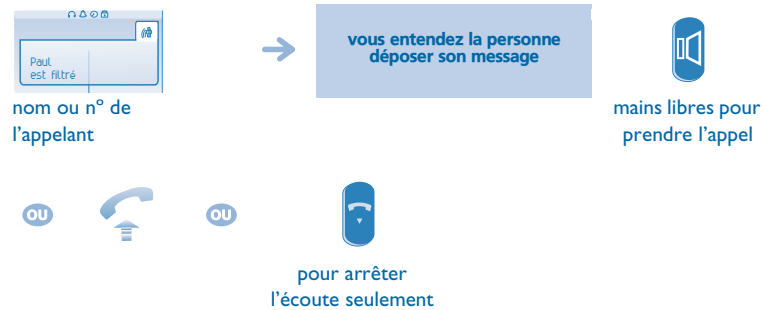 Paul
est filtré
nom ou nº de
l'appelant
vous entendez la personne
déposer son message
mains libres pour
prendre l'appel
OU
OU
pour arrêter
l'écoute seulement